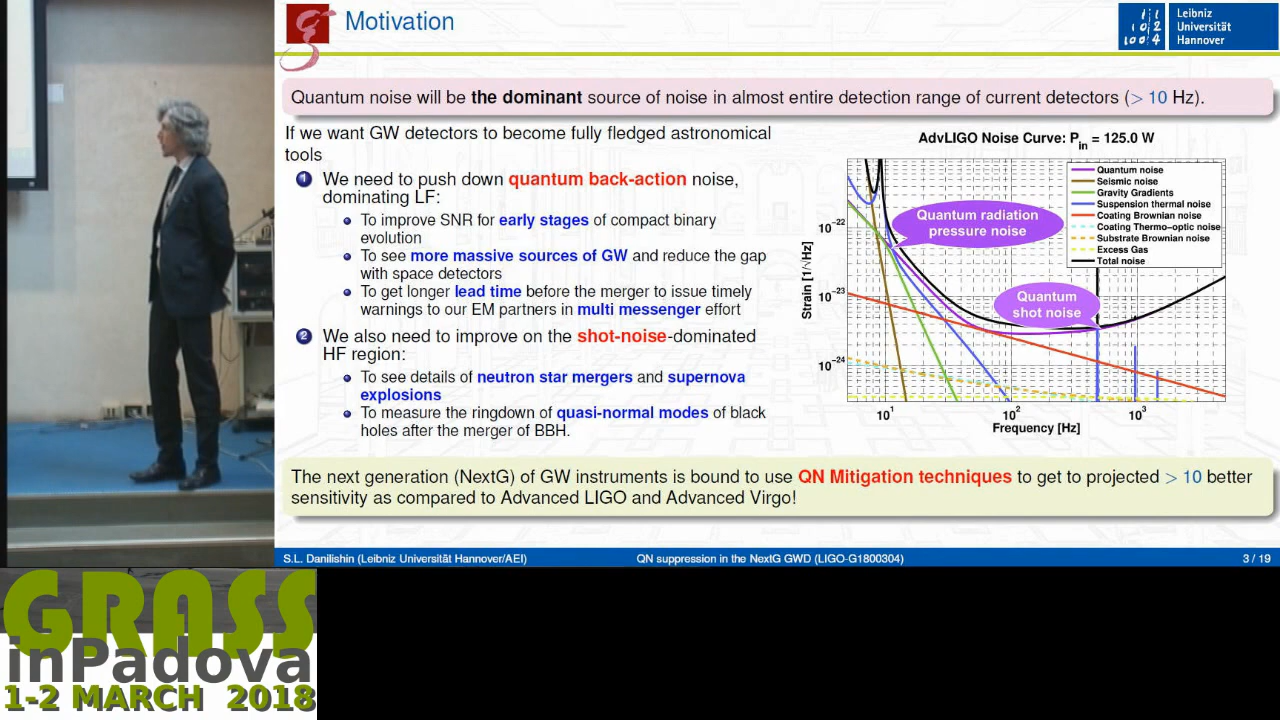 Motivation
Leibniz
Universität
Hannover
Quantum noise will be the dominant source of noise in almost entire detection range of current detectors (> 10 Hz).
If we want GW detectors to become fully fledged astronomical
tools
1 We need to push down quantum back-action noise,
dominating LF:
To improve SNR for early stages of compact binary
evolution
To see more massive sources of GW and reduce the gap
with space detectors
To get longer lead time before the merger to issue timely
warnings to our EM partners in multi messenger effort
2 We also need to improve on the shot-noise-dominated
HF region:
To see details of neutron star mergers and supernova
explosions
To measure the ringdown of quasi-normal modes of black
holes after the merger of BBH.
AdvLIGO Noise Curve: P_in = 125.0 W
Quantum noise
Seismic noise
Gravity Gradients
Suspension thermal noise
Coating Brownian noise
Coating Thermo-optic noise
Substrate Brownian noise
Excess Gas
Total noise
Quantum radiation
pressure noise
Quantum
shot noise
Strain [1/√Hz]
10^-22
10^-23
10^-24
10^1 10^2 10^3
Frequency [Hz]
The next generation (NextG) of GW instruments is bound to use QN Mitigation techniques to get to projected > 10 better
sensitivity as compared to Advanced LIGO and Advanced Virgo!
S.L. Danilishin (Leibniz Universität Hannover/AEI) QN suppression in the NextG GWD (LIGO-G1800304) 3 / 19
GRASS
inPadova
1-2 MARCH 2018